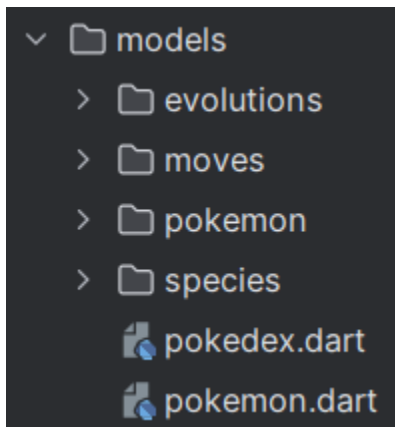 models
evolutions
moves
pokemon
species
pokedex.dart
pokemon.dart